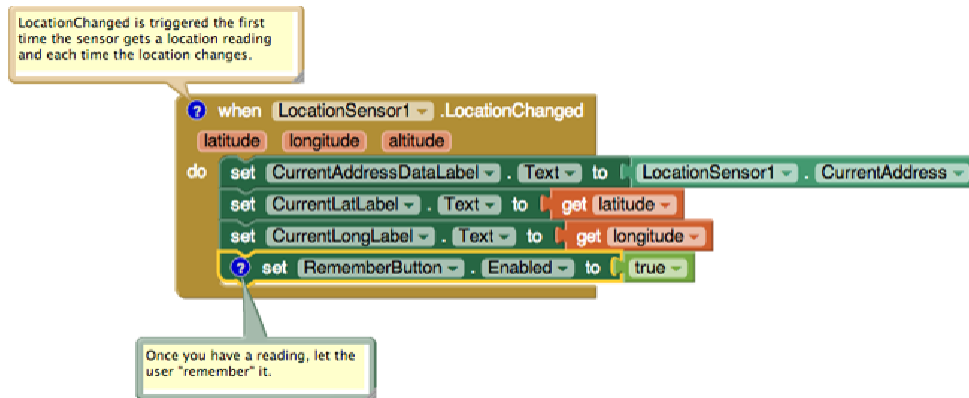 LocationChanged is triggered the first
time the sensor gets a location reading
and each time the location changes.
? when LocationSensor1 .LocationChanged
latitude longitude altitude
do set CurrentAddressDataLabel . Text to LocationSensor1 . CurrentAddress
set CurrentLatLabel . Text to get latitude
set CurrentLongLabel . Text to get longitude
? set RememberButton . Enabled to true
Once you have a reading, let the
user "remember" it.